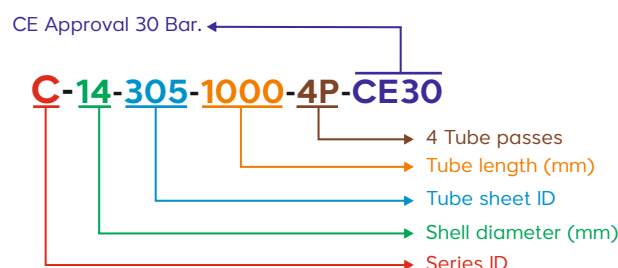 CE Approval 30 Bar.
C-14-305-1000-4P-CE30
4 Tube passes
Tube length (mm)
Tube sheet ID
Shell diameter (mm)
Series ID